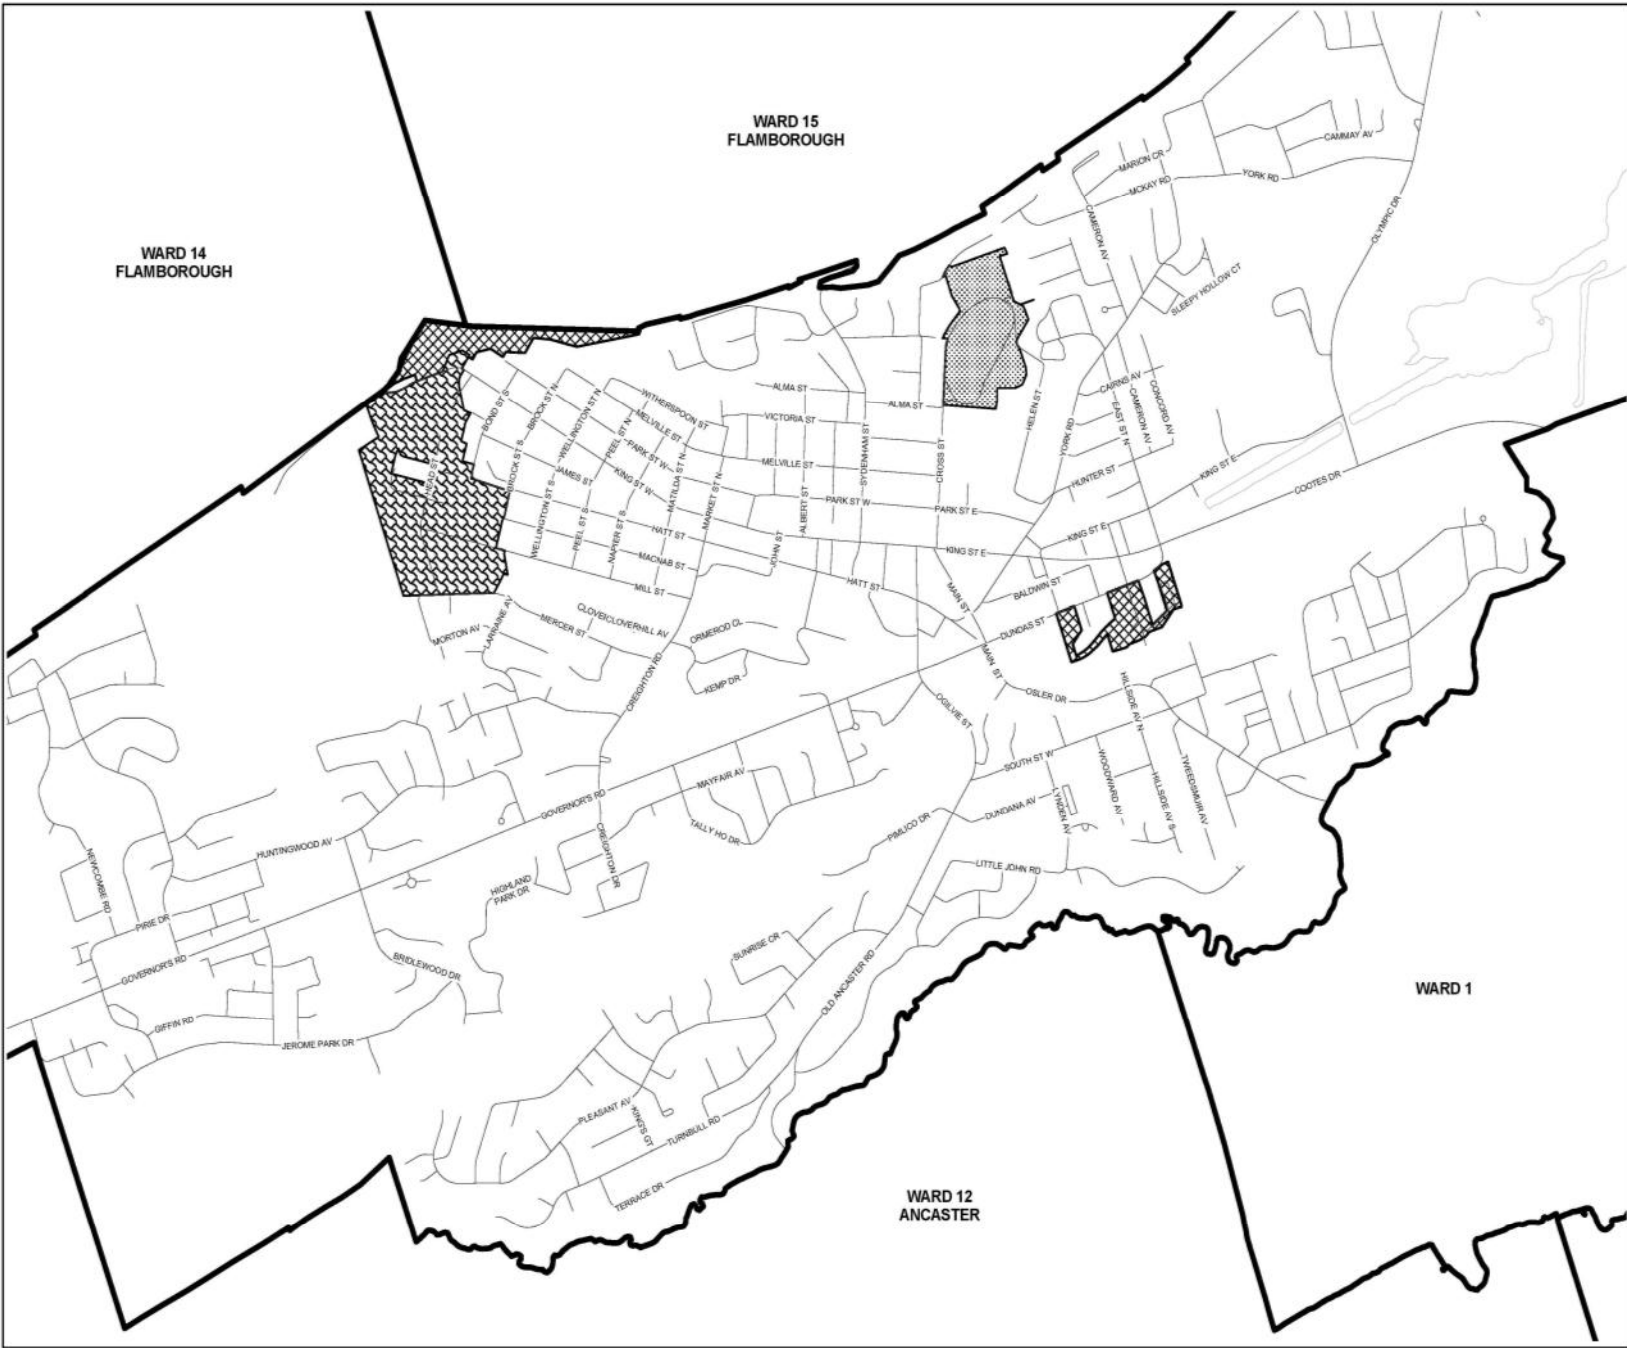 WARD 15
FLAMBOROUGH
WARD 14
FLAMBOROUGH
CAMMAY AV
MARION CR
MCKAY RD
YORK RD
CAMERON AV
OLYMPIC DR
SLEEPY HOLLOW CT
ALMA ST
ALMA ST
WITHERSPOON ST
VICTORIA ST
MELVILLE ST
MELVILLE ST
BOND ST S
BROCK ST N
WELLINGTON ST N
PEEL ST N
PARK ST W
KING ST W
JAMES ST
MATILDA ST N
MARKET ST N
HEAD ST
BROCK ST S
WELLINGTON ST S
PEEL ST S
NAPIER ST S
HATT ST
MACNAB ST
MILL ST
JOHN ST
ALBERT ST
SYDENHAM ST
CROSS ST
PARK ST W
PARK ST E
HELEN ST
YORK RD
CAIRNS AV
EAST ST N
CAMERON AV
CONCORD AV
HUNTER ST
KING ST E
COOTES DR
KING ST E
KING ST E
HATT ST
MAIN ST
BALDWIN ST
DUNDAS ST
MAIN ST
OSLER DR
OGILVIE ST
HILLSIDE AV N
MORTON AV
LARRAINE AV
MERCER ST
CLOVERHILL AV
ORMEROD CL
KEMP DR
CREIGHTON RD
SOUTH ST W
WOODWARD AV
TWEEDSMUIR AV
HILLSIDE AV S
LYNDEN AV
DUNDANA AV
PIMLICO DR
LITTLE JOHN RD
MAYFAIR AV
TALLY HO DR
GOVERNOR'S RD
CREIGHTON DR
HIGHLAND
PARK DR
HUNTINGWOOD AV
NEWCOMBE RD
PIRIE DR
GOVERNOR'S RD
BRIDLEWOOD DR
GIFFIN RD
JEROME PARK DR
SUNRISE CR
OLD ANCASTER RD
PLEASANT AV
KING'S GT
TURNBULL RD
TERRACE DR
WARD 1
WARD 12
ANCASTER